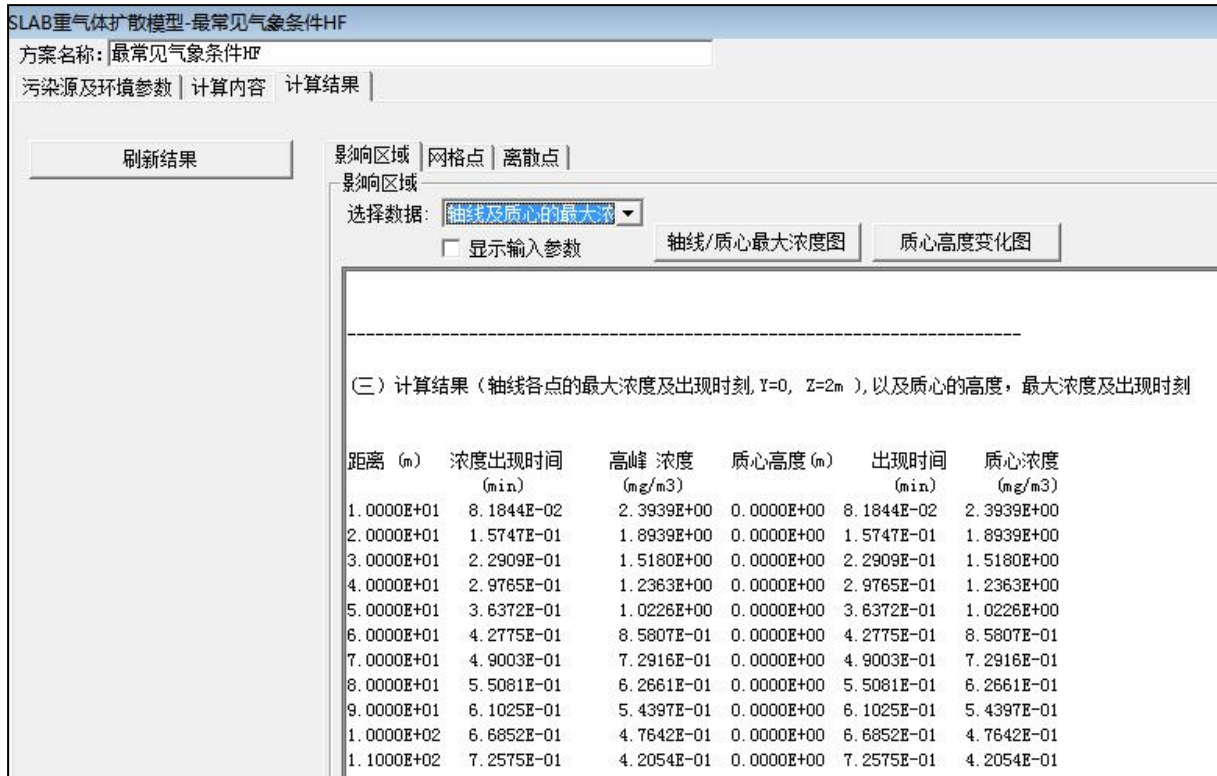 SLAB重气体扩散模型-最常见气象条件HF
方案名称: 最常见气象条件HF
污染源及环境参数 计算内容 计算结果
刷新结果
影响区域 网格点 离散点
影响区域
选择数据: 轴线及质心的最大浓
显示输入参数 轴线/质心最大浓度图 质心高度变化图
(三) 计算结果 (轴线各点的最大浓度及出现时刻,Y=0, Z=2m ),以及质心的高度，最大浓度及出现时刻
距离 (m) 浓度出现时间 高峰 浓度 质心高度(m) 出现时间 质心浓度
(min) (mg/m3) (min) (mg/m3)
1.0000E+01 8.1844E-02 2.3939E+00 0.0000E+00 8.1844E-02 2.3939E+00
2.0000E+01 1.5747E-01 1.8939E+00 0.0000E+00 1.5747E-01 1.8939E+00
3.0000E+01 2.2909E-01 1.5180E+00 0.0000E+00 2.2909E-01 1.5180E+00
4.0000E+01 2.9765E-01 1.2363E+00 0.0000E+00 2.9765E-01 1.2363E+00
5.0000E+01 3.6372E-01 1.0226E+00 0.0000E+00 3.6372E-01 1.0226E+00
6.0000E+01 4.2775E-01 8.5807E-01 0.0000E+00 4.2775E-01 8.5807E-01
7.0000E+01 4.9003E-01 7.2916E-01 0.0000E+00 4.9003E-01 7.2916E-01
8.0000E+01 5.5081E-01 6.2661E-01 0.0000E+00 5.5081E-01 6.2661E-01
9.0000E+01 6.1025E-01 5.4397E-01 0.0000E+00 6.1025E-01 5.4397E-01
1.0000E+02 6.6852E-01 4.7642E-01 0.0000E+00 6.6852E-01 4.7642E-01
1.1000E+02 7.2575E-01 4.2054E-01 0.0000E+00 7.2575E-01 4.2054E-01